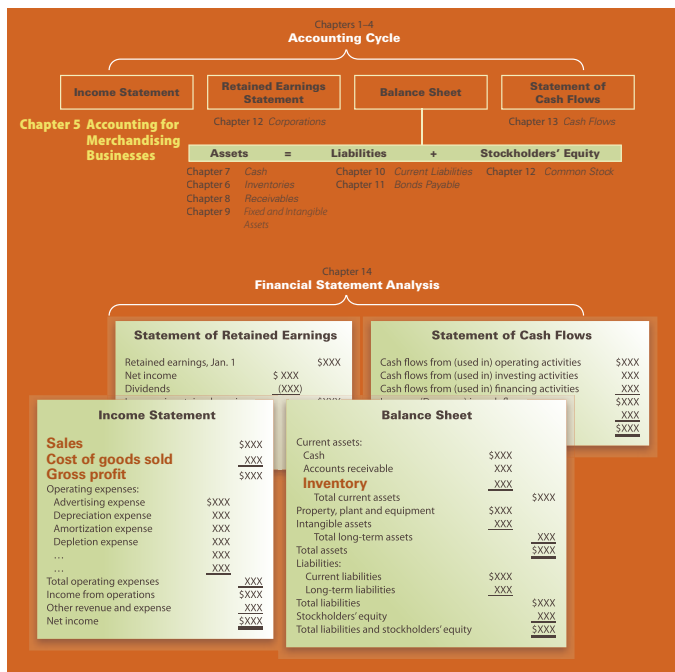 Chapters 1–4
Accounting Cycle
Income Statement
Retained Earnings
Statement
Balance Sheet
Statement of
Cash Flows
Chapter 5 Accounting for
Merchandising
Businesses
Chapter 12 Corporations
Chapter 13 Cash Flows
Assets = Liabilities + Stockholders' Equity
Chapter 7 Cash
Chapter 6 Inventories
Chapter 8 Receivables
Chapter 9 Fixed and Intangible
Assets
Chapter 10 Current Liabilities
Chapter 11 Bonds Payable
Chapter 12 Common Stock
Chapter 14
Financial Statement Analysis
Statement of Retained Earnings
Retained earnings, Jan. 1 $XXX
Net income $ XXX
Dividends (XXX)
Statement of Cash Flows
Cash flows from (used in) operating activities $XXX
Cash flows from (used in) investing activities XXX
Cash flows from (used in) financing activities XXX
$XXX
XXX
$XXX
Income Statement
Sales $XXX
Cost of goods sold XXX
Gross profit $XXX
Operating expenses:
Advertising expense $XXX
Depreciation expense XXX
Amortization expense XXX
Depletion expense XXX
… XXX
… XXX
Total operating expenses XXX
Income from operations $XXX
Other revenue and expense XXX
Net income $XXX
Balance Sheet
Current assets:
Cash $XXX
Accounts receivable XXX
Inventory XXX
Total current assets $XXX
Property, plant and equipment $XXX
Intangible assets XXX
Total long-term assets XXX
Total assets $XXX
Liabilities:
Current liabilities $XXX
Long-term liabilities XXX
Total liabilities $XXX
Stockholders' equity XXX
Total liabilities and stockholders' equity $XXX